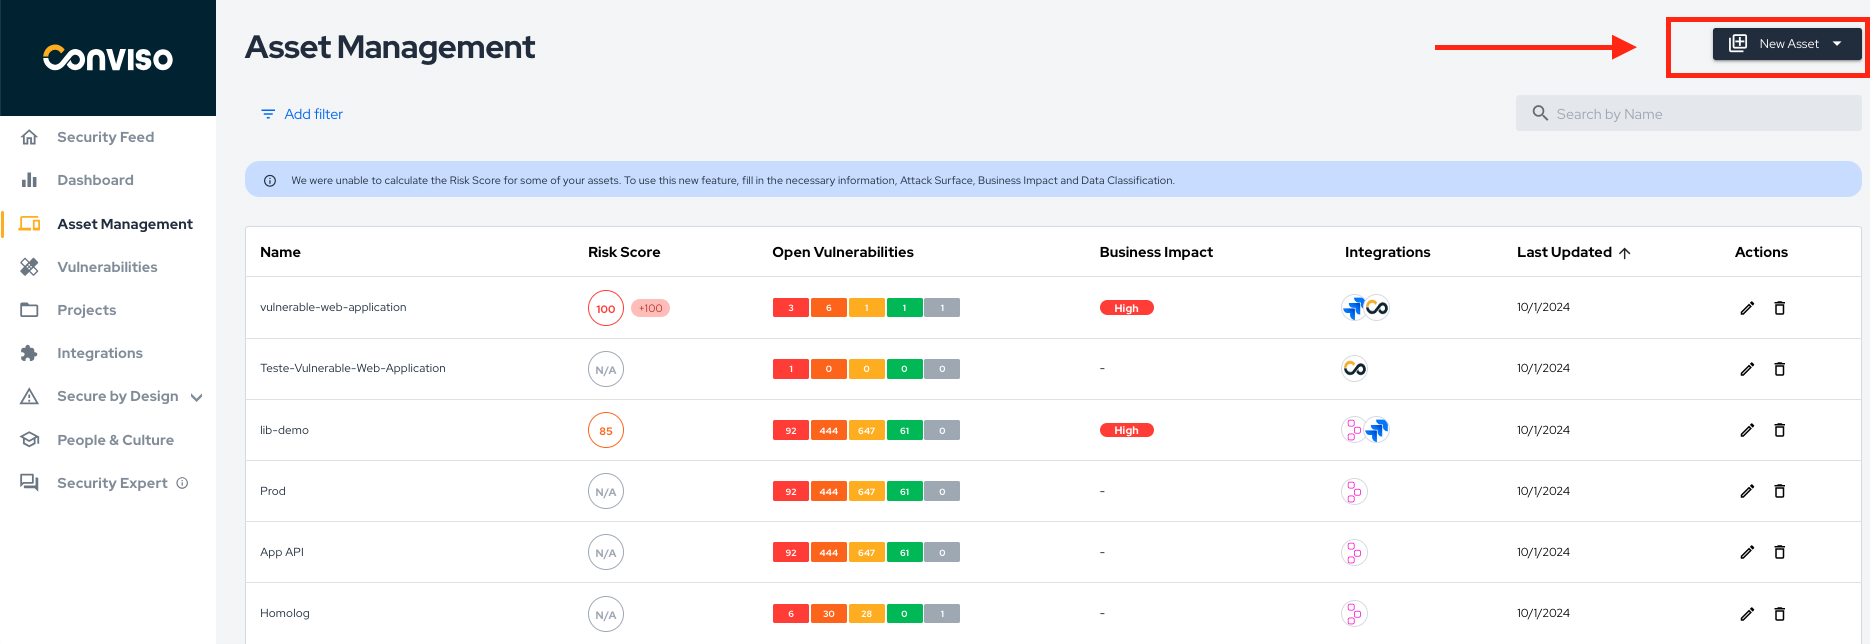 Conviso
Asset Management
New Asset
Add filter
Search by Name
Security Feed
Dashboard
Asset Management
Vulnerabilities
Projects
Integrations
Secure by Design
People & Culture
Security Expert
We were unable to calculate the Risk Score for some of your assets. To use this new feature, fill in the necessary information, Attack Surface, Business Impact and Data Classification.
Name Risk Score Open Vulnerabilities Business Impact Integrations Last Updated Actions
vulnerable-web-application 100 +100 3 6 1 1 1 High 10/1/2024
Teste-Vulnerable-Web-Application N/A 1 0 0 0 0 - 10/1/2024
lib-demo 85 92 444 647 61 0 High 10/1/2024
Prod N/A 92 444 647 61 0 - 10/1/2024
App API N/A 92 444 647 61 0 - 10/1/2024
Homolog N/A 6 30 28 0 1 - 10/1/2024